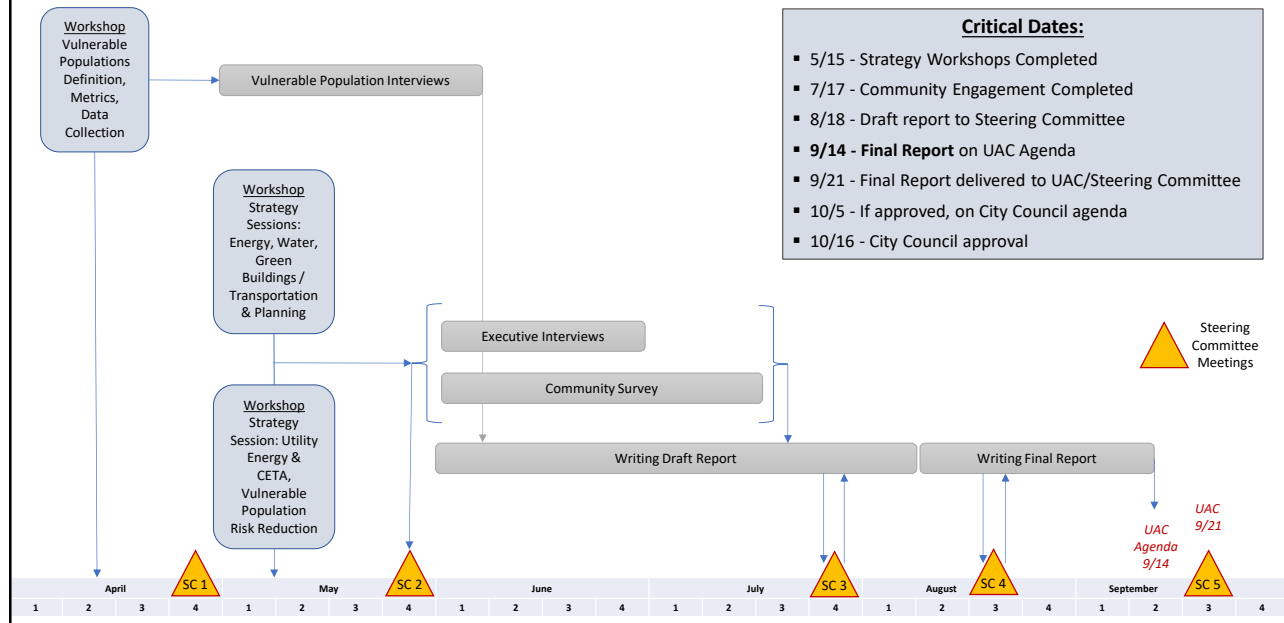 Workshop
Vulnerable
Populations
Definition,
Metrics,
Data
Collection
Vulnerable Population Interviews
Critical Dates:
▪ 5/15 - Strategy Workshops Completed
▪ 7/17 - Community Engagement Completed
▪ 8/18 - Draft report to Steering Committee
▪ 9/14 - Final Report on UAC Agenda
▪ 9/21 - Final Report delivered to UAC/Steering Committee
▪ 10/5 - If approved, on City Council agenda
▪ 10/16 - City Council approval
Workshop
Strategy
Sessions:
Energy, Water,
Green
Buildings /
Transportation
& Planning
Executive Interviews
Community Survey
Steering
Committee
Meetings
Workshop
Strategy
Session: Utility
Energy &
CETA,
Vulnerable
Population
Risk Reduction
Writing Draft Report
Writing Final Report
UAC
Agenda
9/14
UAC
9/21
SC 1
SC 2
SC 3
SC 4
SC 5
April May June July August September
1 2 3 4 1 2 3 4 1 2 3 4 1 2 3 4 1 2 3 4 1 2 3 4